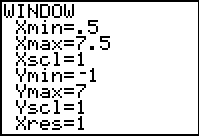 WINDOW
Xmin=.5
Xmax=7.5
Xscl=1
Ymin=-1
Ymax=7
Yscl=1
Xres=1